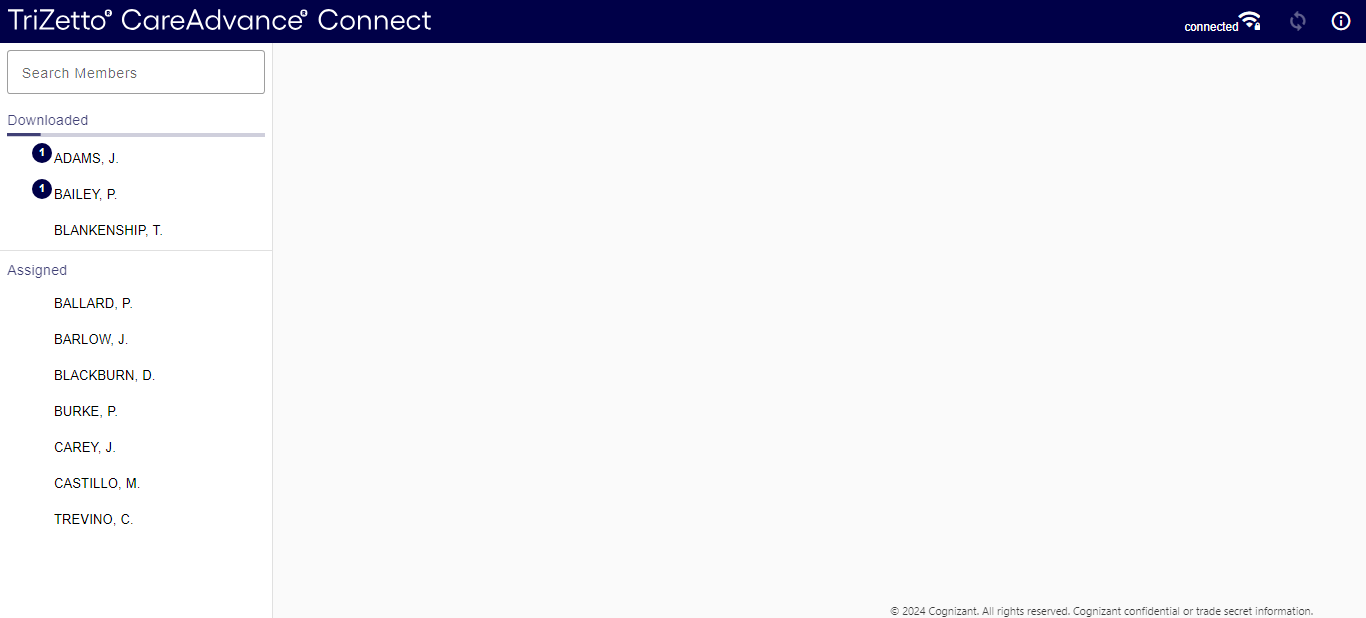 TriZetto® CareAdvance® Connect
connected
Search Members
Downloaded
1 ADAMS, J.
1 BAILEY, P.
BLANKENSHIP, T.
Assigned
BALLARD, P.
BARLOW, J.
BLACKBURN, D.
BURKE, P.
CAREY, J.
CASTILLO, M.
TREVINO, C.
© 2024 Cognizant. All rights reserved. Cognizant confidential or trade secret information.